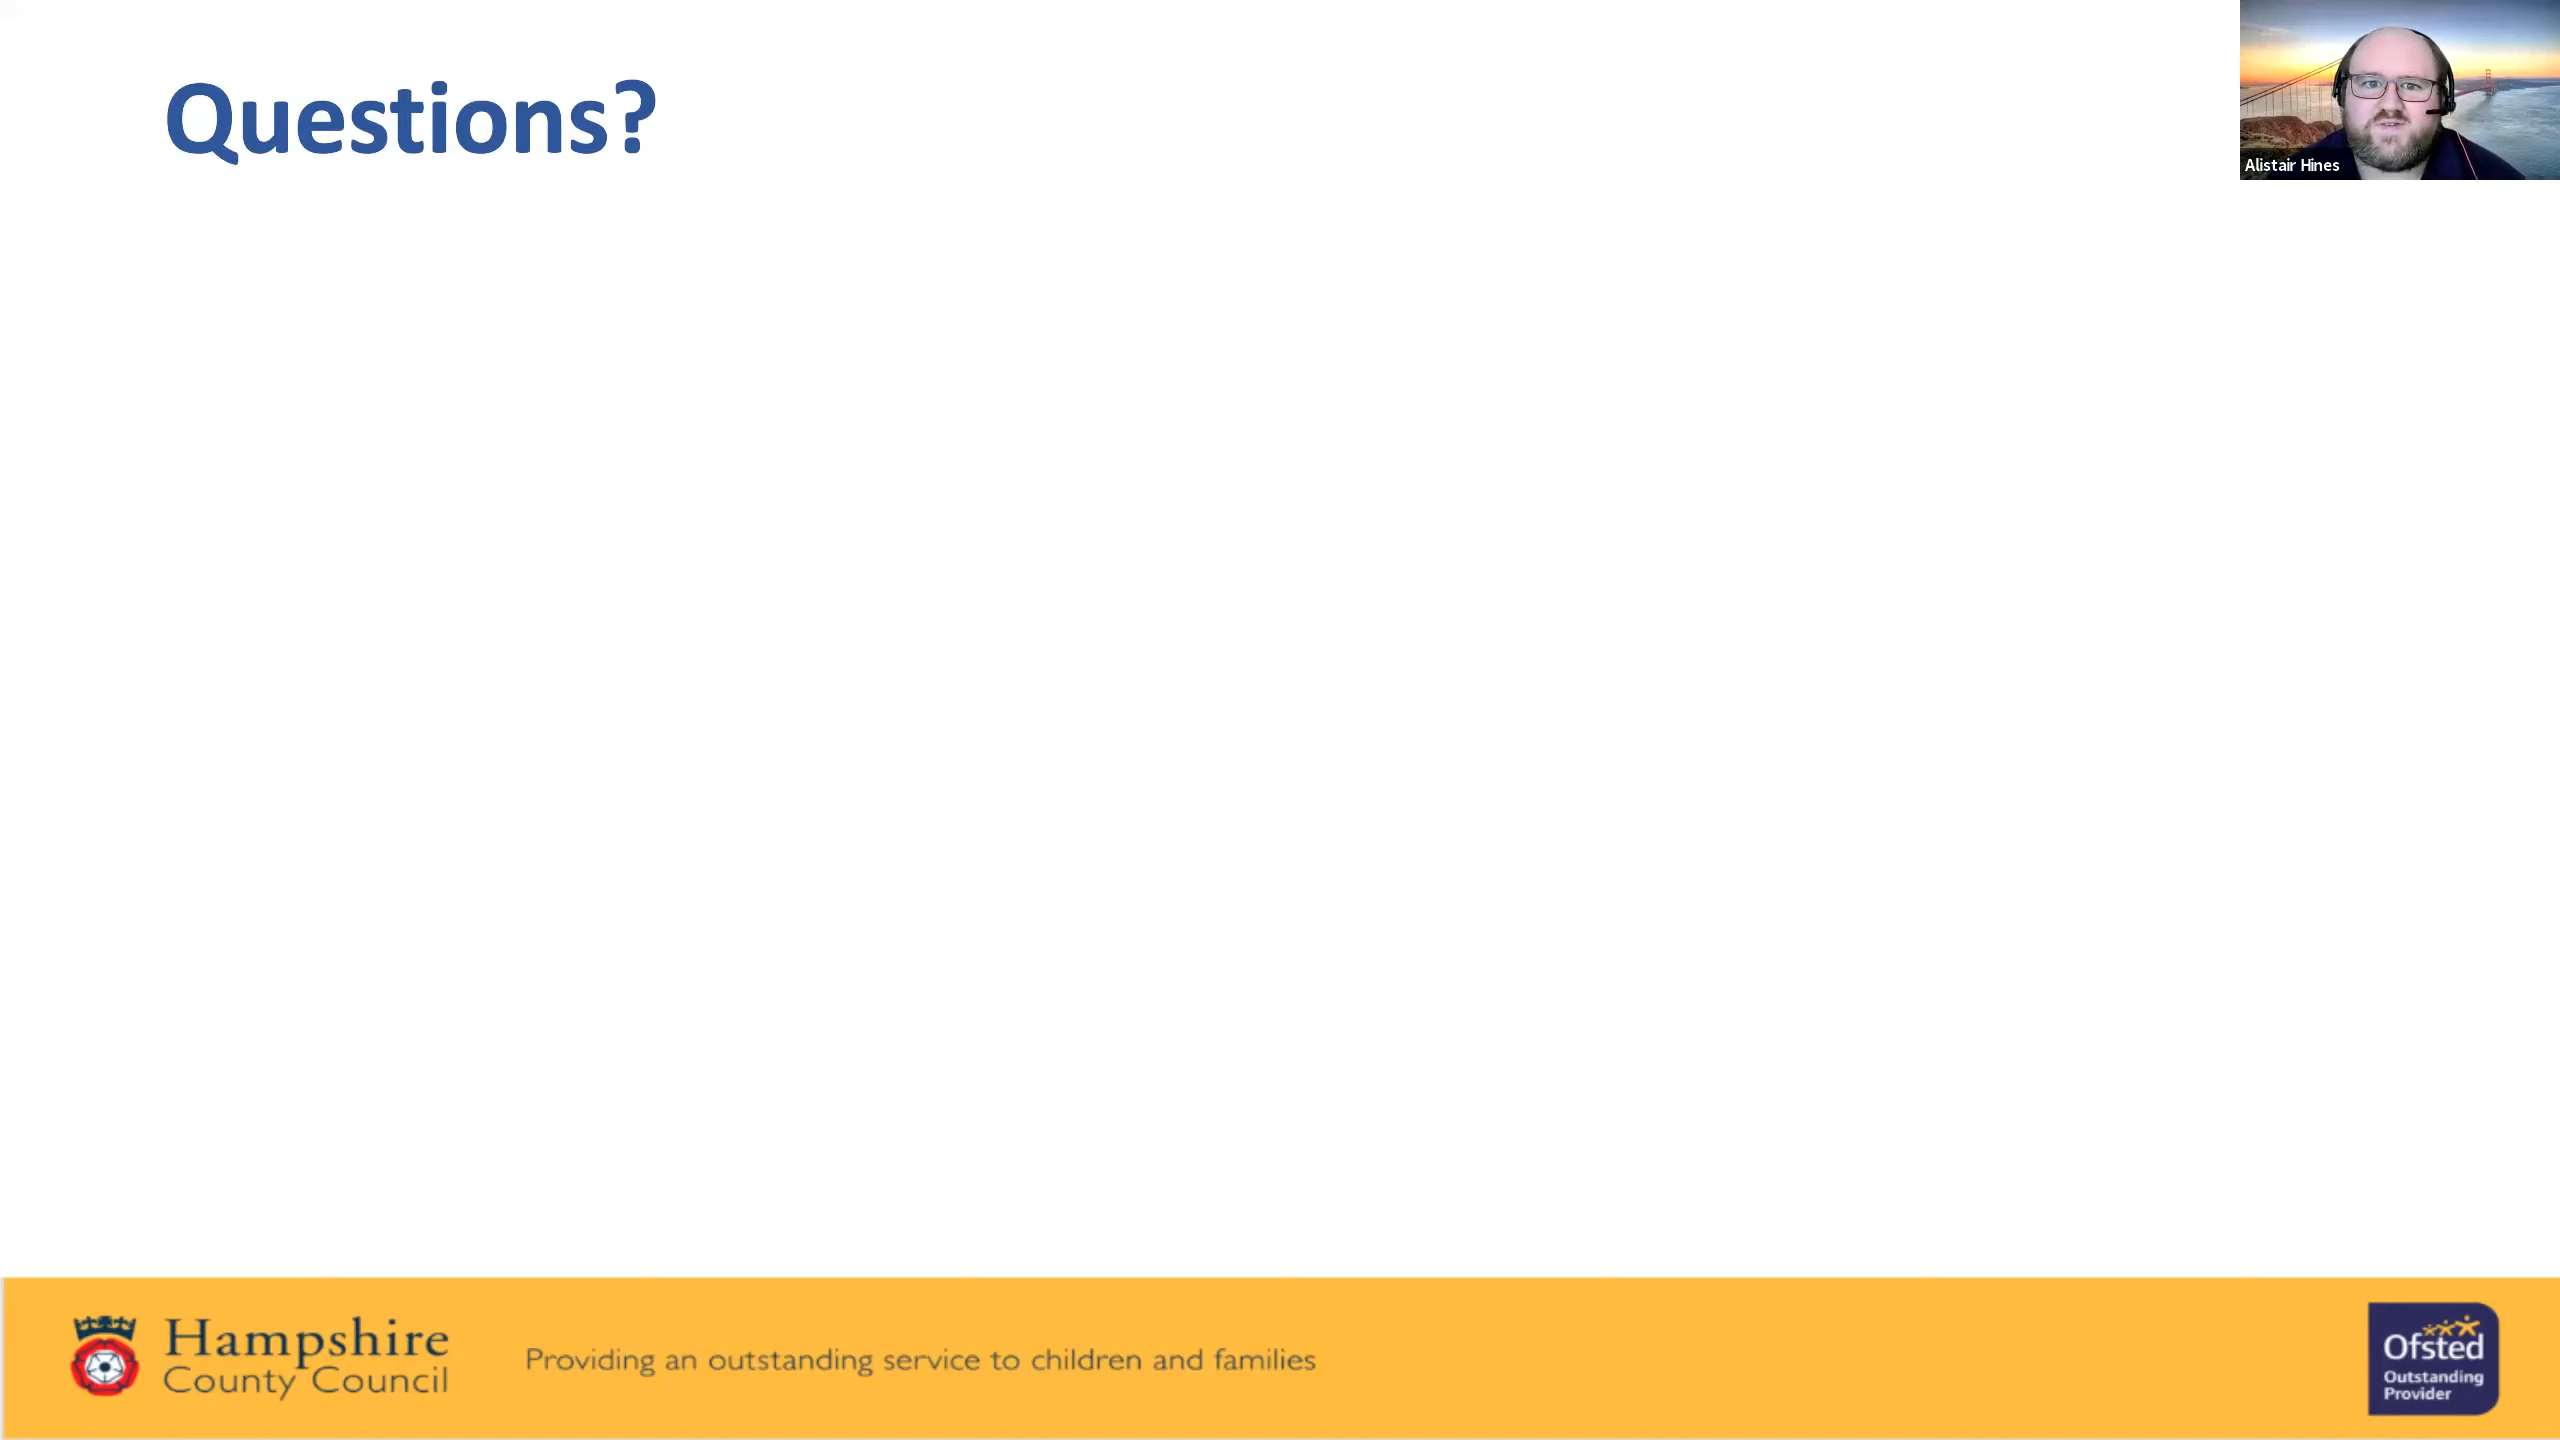 Questions?
Alistair Hines
Hampshire
County Council
Providing an outstanding service to children and families
Ofsted
Outstanding
Provider